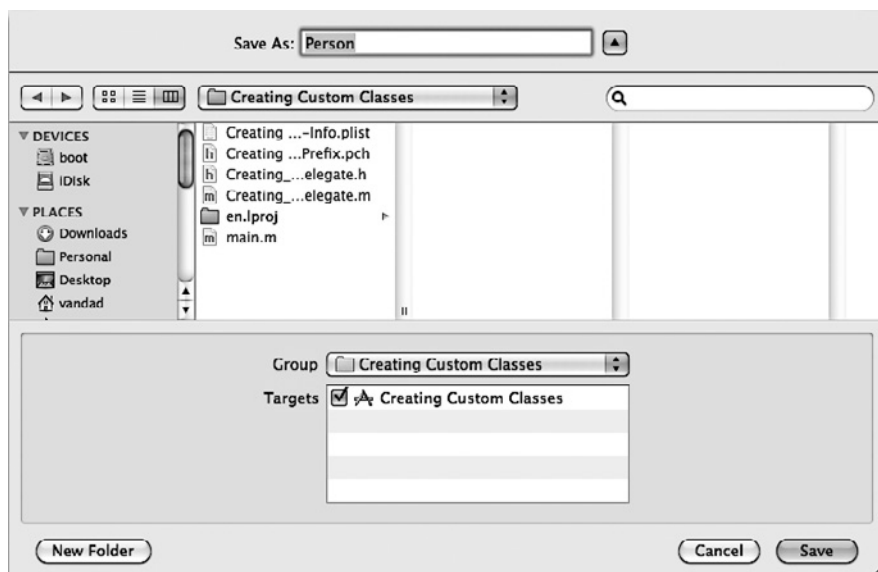 Save As: Person
Creating Custom Classes
DEVICES
boot
iDisk
PLACES
Downloads
Personal
Desktop
vandad
Creating ...-Info.plist
Creating ...Prefix.pch
Creating_...elegate.h
Creating_...elegate.m
en.lproj
main.m
Group Creating Custom Classes
Targets Creating Custom Classes
New Folder
Cancel
Save